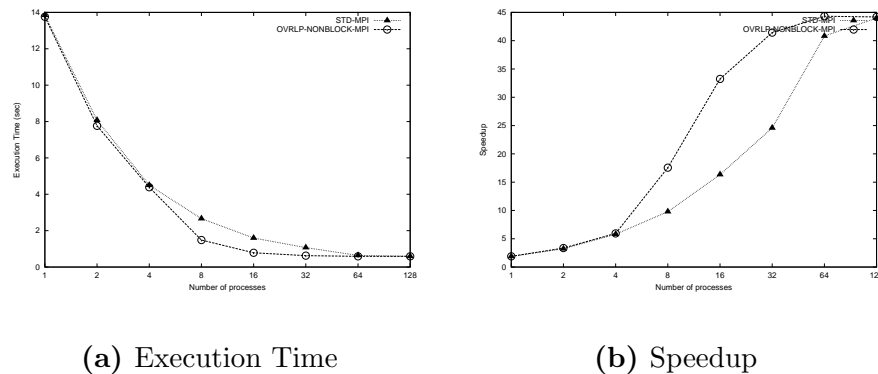 14
12
10
8
6
4
2
0
Execution Time (sec)
STD-MPI
OVRLP-NONBLOCK-MPI
1 2 4 8 16 32 64 128
Number of processes
45
40
35
30
25
20
15
10
5
0
Speedup
STD-MPI
OVRLP-NONBLOCK-MPI
1 2 4 8 16 32 64 12
Number of processes
(a) Execution Time
(b) Speedup